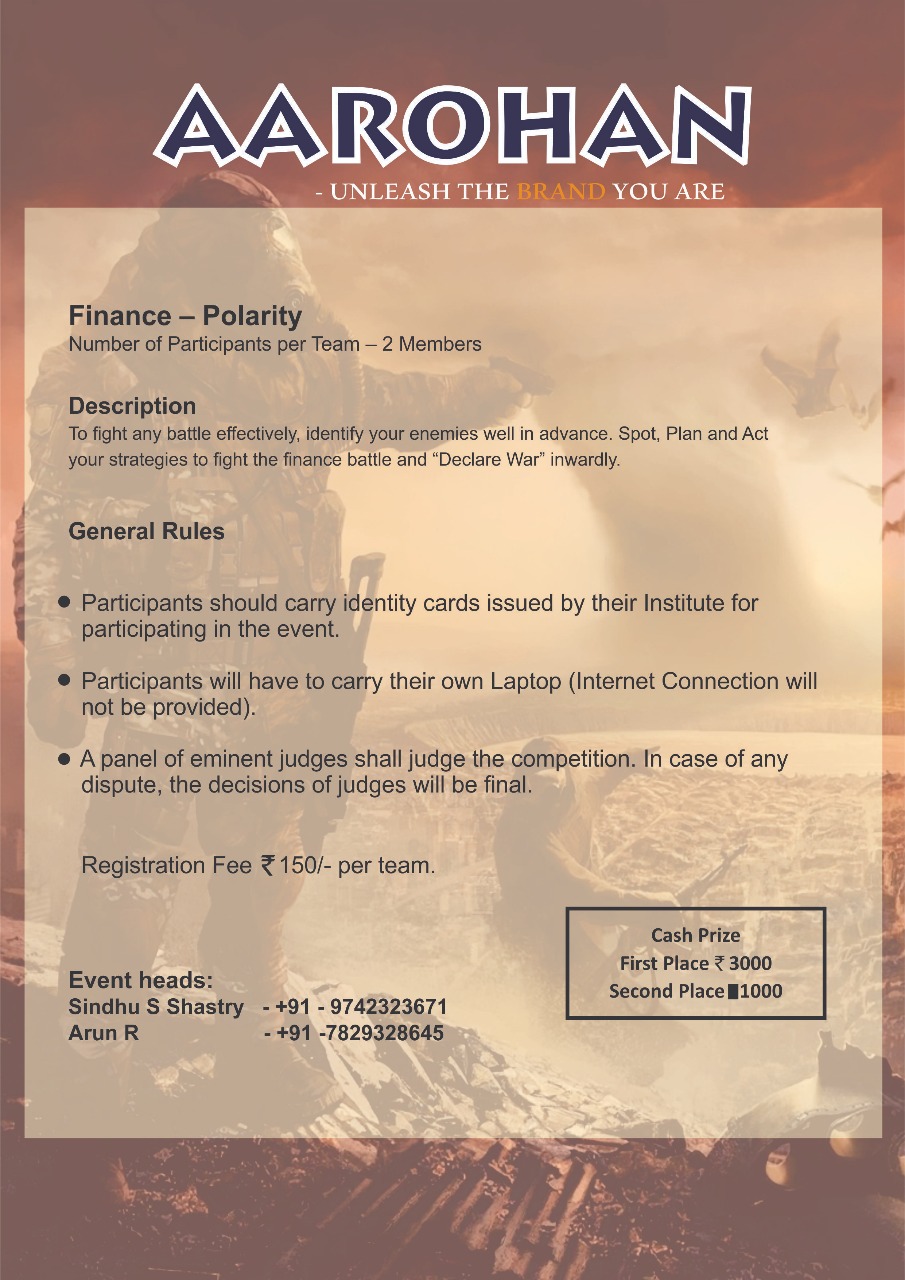 AAROHAN
- UNLEASH THE BRAND YOU ARE
Finance – Polarity
Number of Participants per Team – 2 Members
Description
To fight any battle effectively, identify your enemies well in advance. Spot, Plan and Act
your strategies to fight the finance battle and “Declare War” inwardly.
General Rules
● Participants should carry identity cards issued by their Institute for
participating in the event.
● Participants will have to carry their own Laptop (Internet Connection will
not be provided).
● A panel of eminent judges shall judge the competition. In case of any
dispute, the decisions of judges will be final.
Registration Fee ₹ 150/- per team.
Cash Prize
First Place ₹ 3000
Second Place ■1000
Event heads:
Sindhu S Shastry - +91 - 9742323671
Arun R - +91 -7829328645